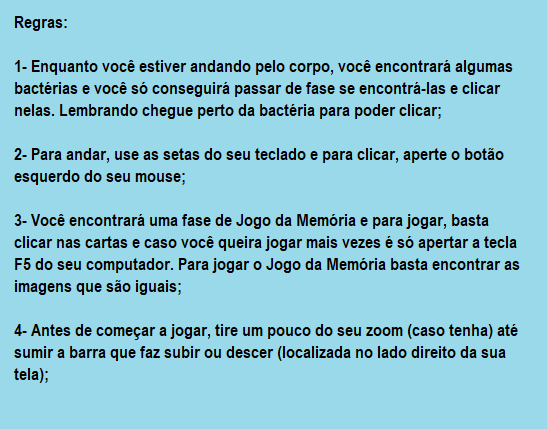 Regras:
1- Enquanto você estiver andando pelo corpo, você encontrará algumas
bactérias e você só conseguirá passar de fase se encontrá-las e clicar
nelas. Lembrando chegue perto da bactéria para poder clicar;
2- Para andar, use as setas do seu teclado e para clicar, aperte o botão
esquerdo do seu mouse;
3- Você encontrará uma fase de Jogo da Memória e para jogar, basta
clicar nas cartas e caso você queira jogar mais vezes é só apertar a tecla
F5 do seu computador. Para jogar o Jogo da Memória basta encontrar as
imagens que são iguais;
4- Antes de começar a jogar, tire um pouco do seu zoom (caso tenha) até
sumir a barra que faz subir ou descer (localizada no lado direito da sua
tela);